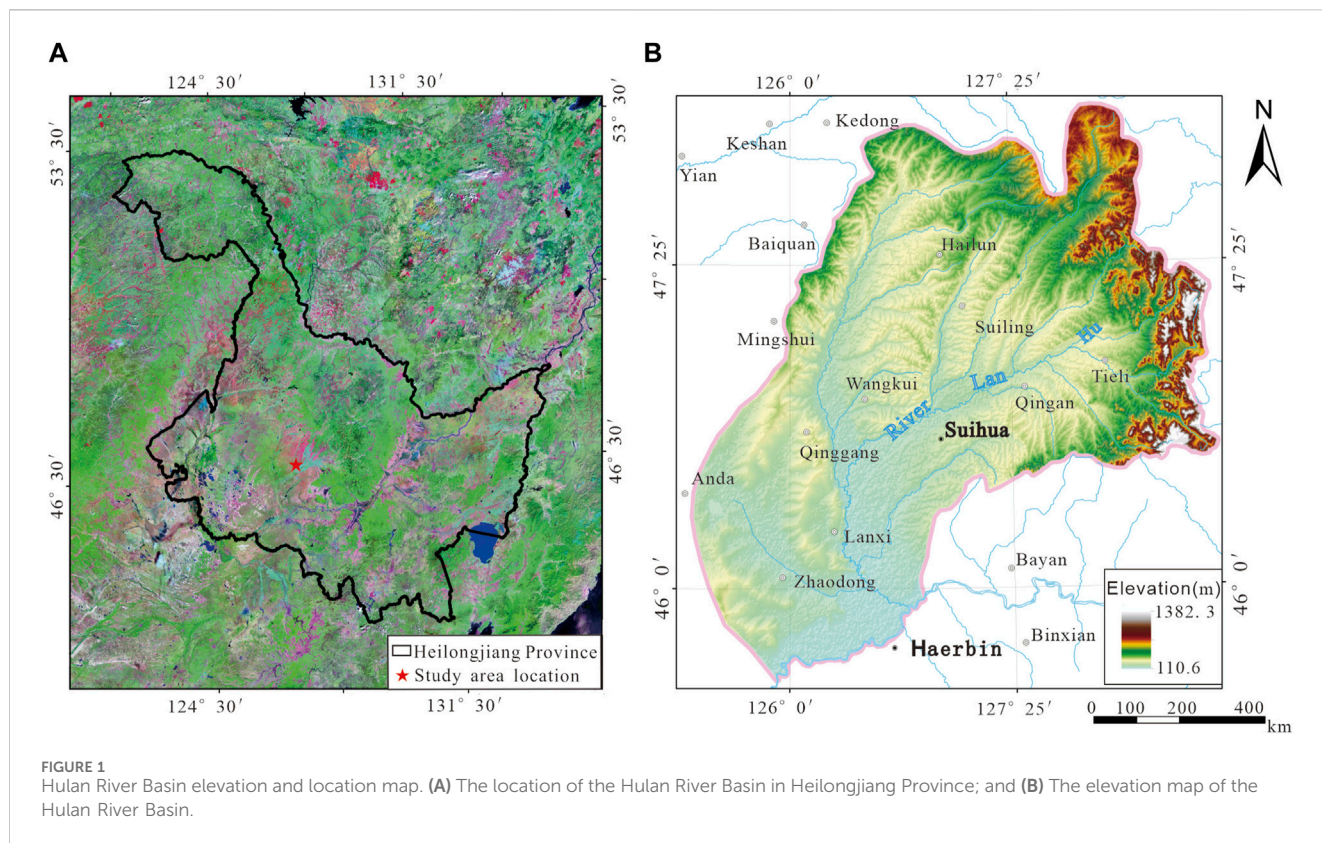 A
124° 30′
131° 30′
53° 30′
53° 30′
46° 30′
46° 30′
Heilongjiang Province
Study area location
124° 30′
131° 30′
B
126° 0′
127° 25′
N
Kedong
Keshan
Yian
Baiquan
Hailun
47° 25′
47° 25′
Mingshui
Suiling
Hu
Wangkui
Lan
Tieli
Qingan
River
Suihua
Qinggang
Anda
Lanxi
Bayan
Zhaodong
46° 0′
46° 0′
Elevation(m)
1382. 3
110.6
Binxian
Haerbin
126° 0′
127° 25′
0 100 200 400
km
FIGURE 1
Hulan River Basin elevation and location map. (A) The location of the Hulan River Basin in Heilongjiang Province; and (B) The elevation map of the
Hulan River Basin.